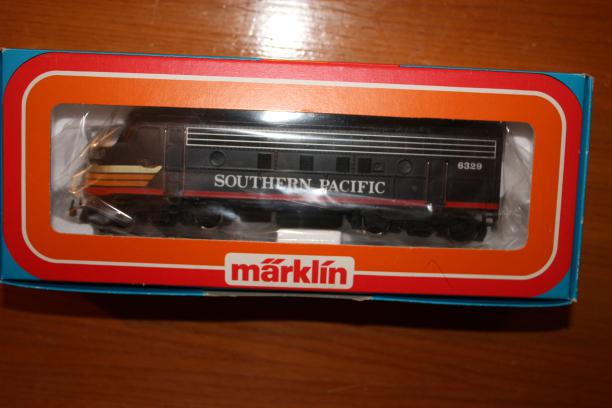 6329
SOUTHERN PACIFIC
märklin